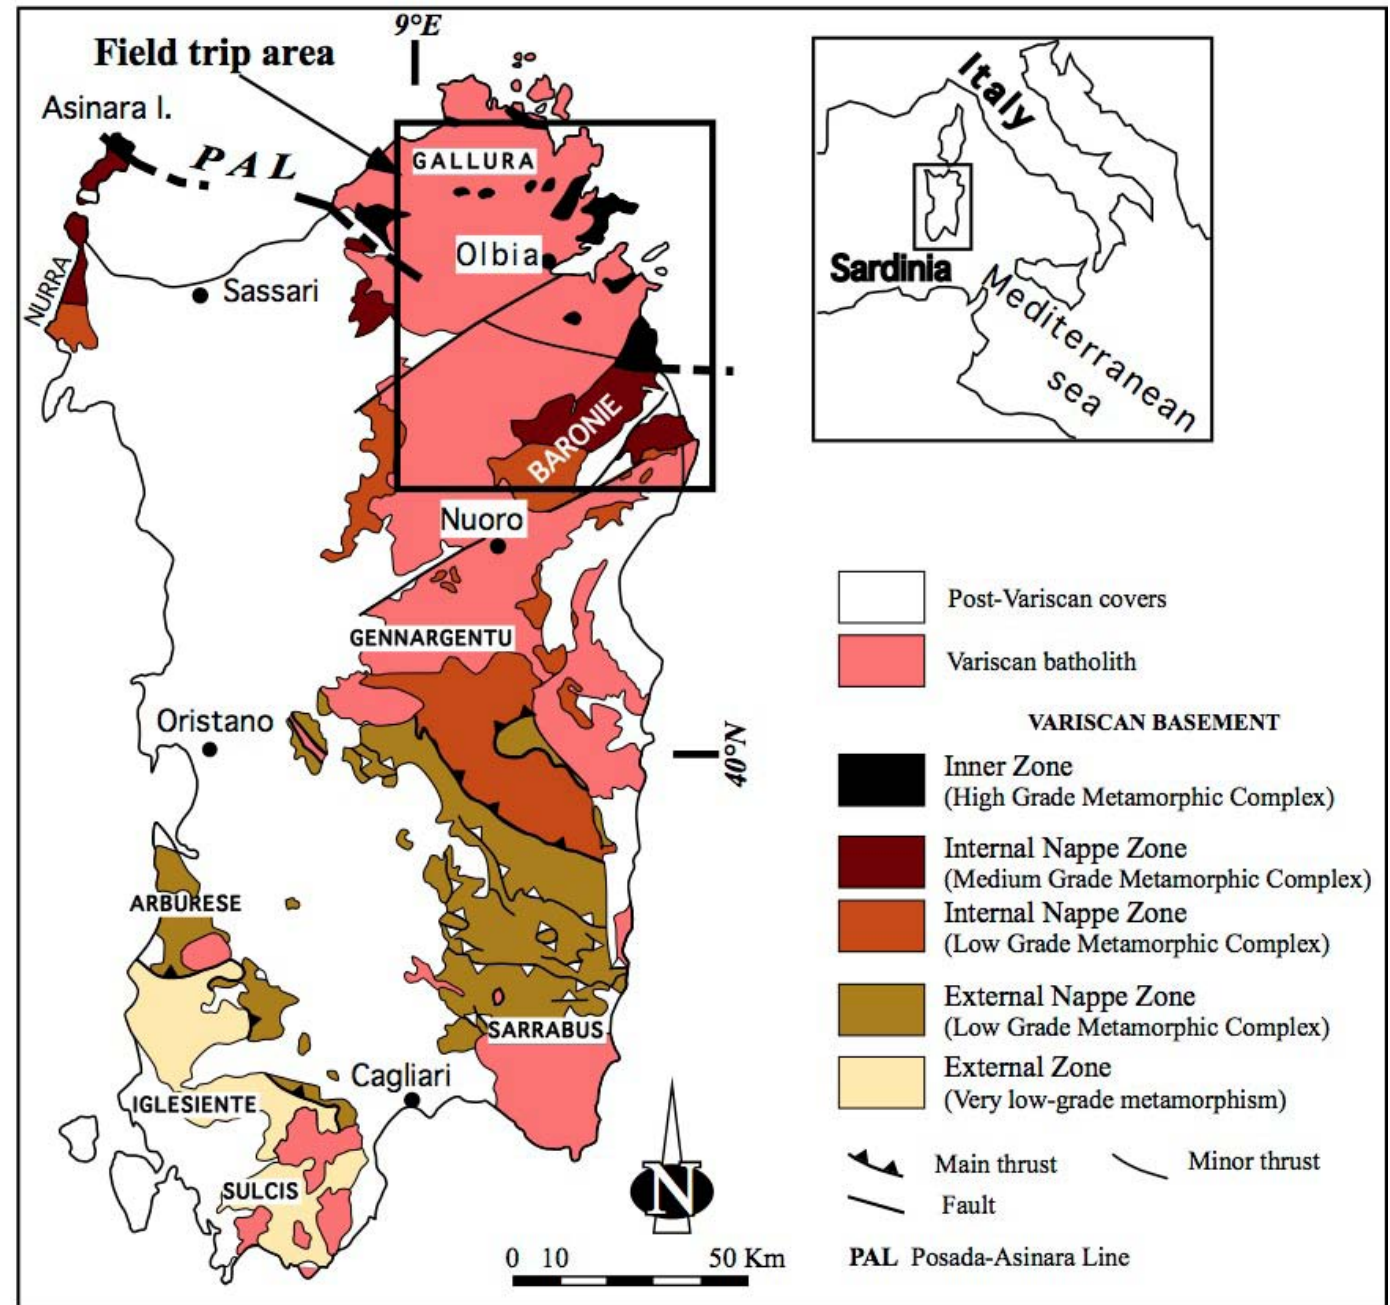 9°E
Field trip area
Asinara I.
PAL
GALLURA
Olbia
NURRA
Sassari
BARONIE
Nuoro
GENNARGENTU
Oristano
40°N
ARBURESE
SARRABUS
Cagliari
IGLESIENTE
SULCIS
N
0 10 50 Km
Italy
Sardinia
Mediterranean
sea
Post-Variscan covers
Variscan batholith
VARISCAN BASEMENT
Inner Zone
(High Grade Metamorphic Complex)
Internal Nappe Zone
(Medium Grade Metamorphic Complex)
Internal Nappe Zone
(Low Grade Metamorphic Complex)
External Nappe Zone
(Low Grade Metamorphic Complex)
External Zone
(Very low-grade metamorphism)
Main thrust
Minor thrust
Fault
PAL Posada-Asinara Line